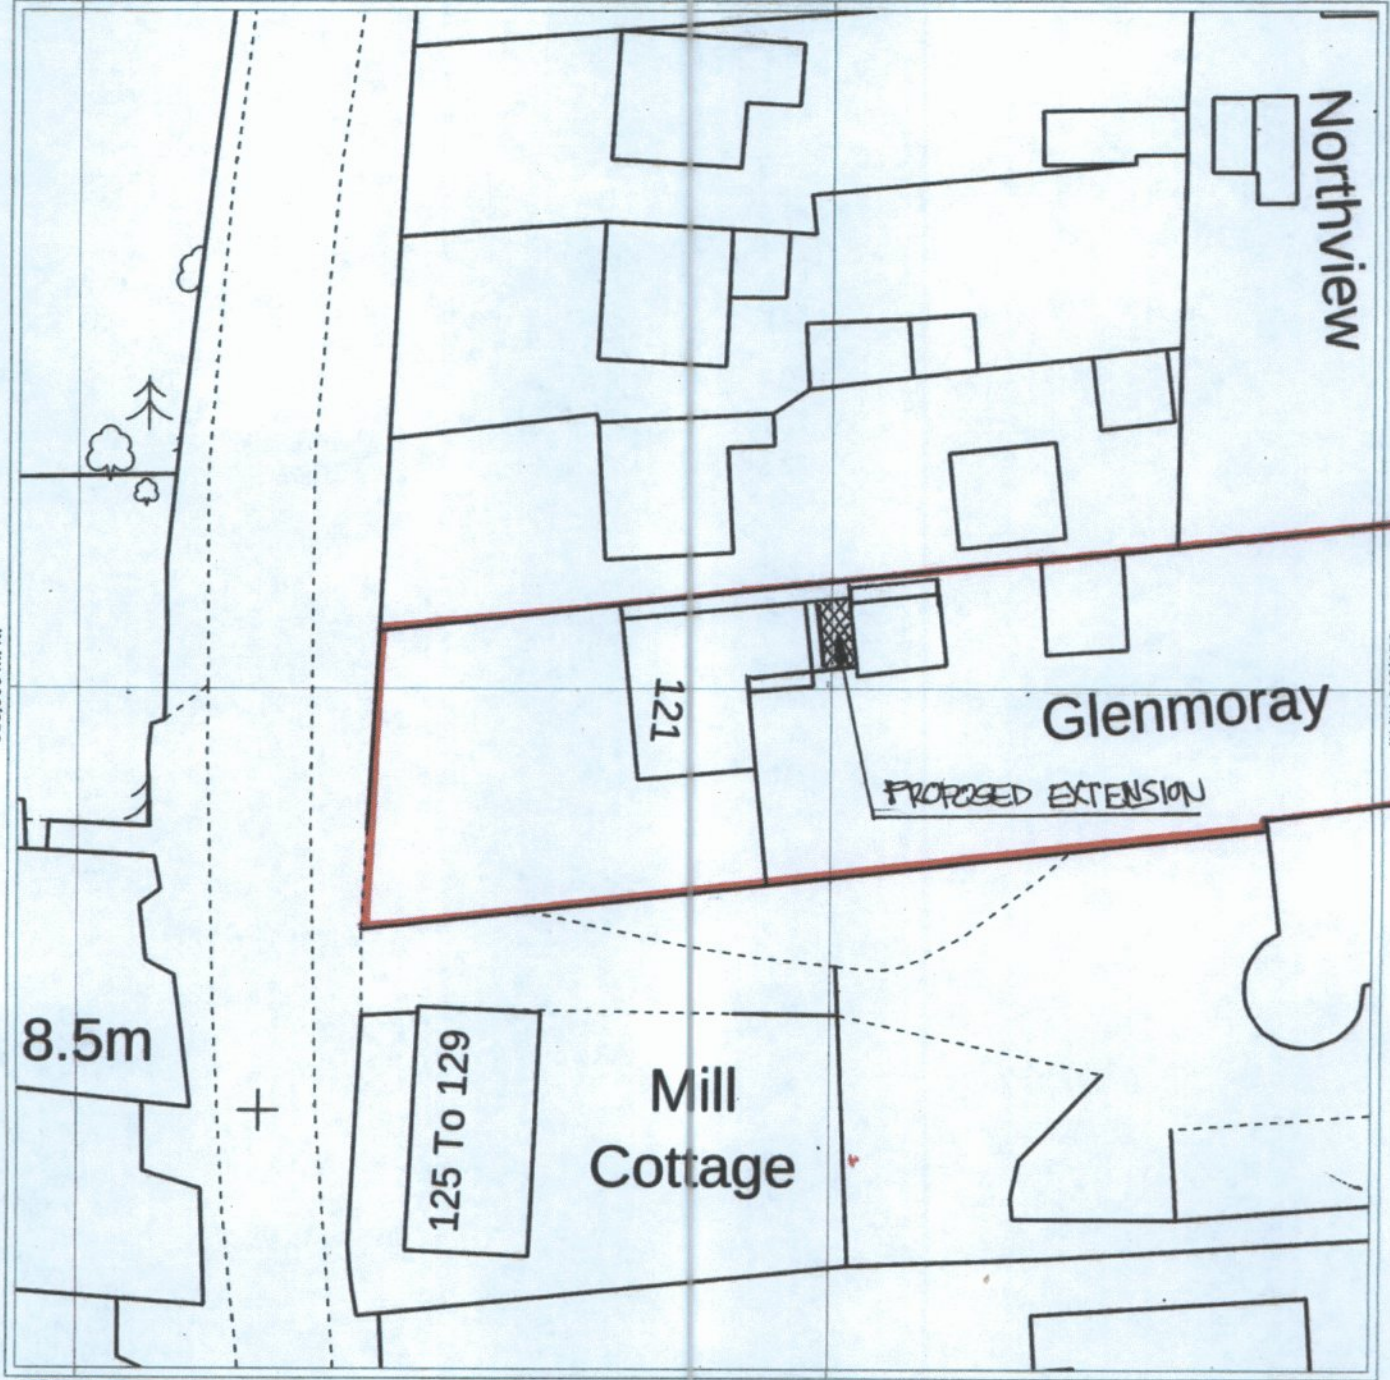 Northview
121
Glenmoray
PROPOSED EXTENSION
8.5m
125 To 129
Mill
Cottage